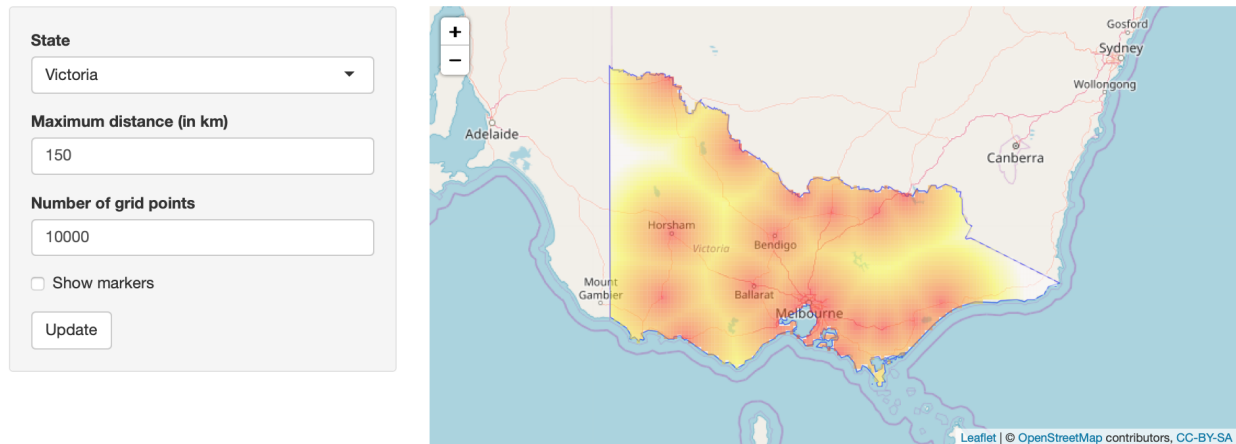 State
Victoria
Maximum distance (in km)
150
Number of grid points
10000
Show markers
Update
+
−
Gosford
Sydney
Wollongong
Adelaide
Canberra
Horsham
Victoria
Bendigo
Mount
Gambier
Ballarat
Melbourne
Leaflet | © OpenStreetMap contributors, CC-BY-SA